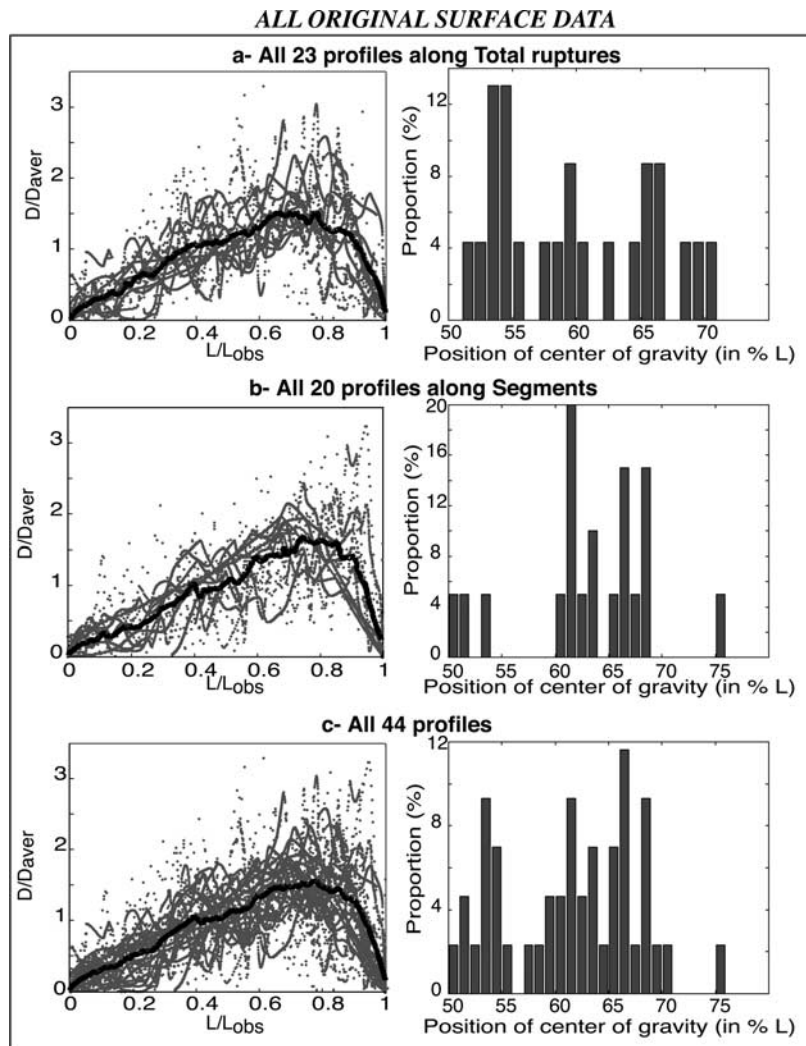 ALL ORIGINAL SURFACE DATA
a- All 23 profiles along Total ruptures
D/Daver
3
2
1
0
0 0.2 0.4 0.6 0.8 1
L/Lobs
Proportion (%)
12
8
4
0
50 55 60 65 70
Position of center of gravity (in % L)
b- All 20 profiles along Segments
D/Daver
3
2
1
0
0 0.2 0.4 0.6 0.8 1
L/Lobs
Proportion (%)
20
16
12
8
4
0
50 55 60 65 70 75
Position of center of gravity (in % L)
c- All 44 profiles
D/Daver
3
2
1
0
0 0.2 0.4 0.6 0.8 1
L/Lobs
Proportion (%)
12
8
4
0
50 55 60 65 70 75
Position of center of gravity (in % L)